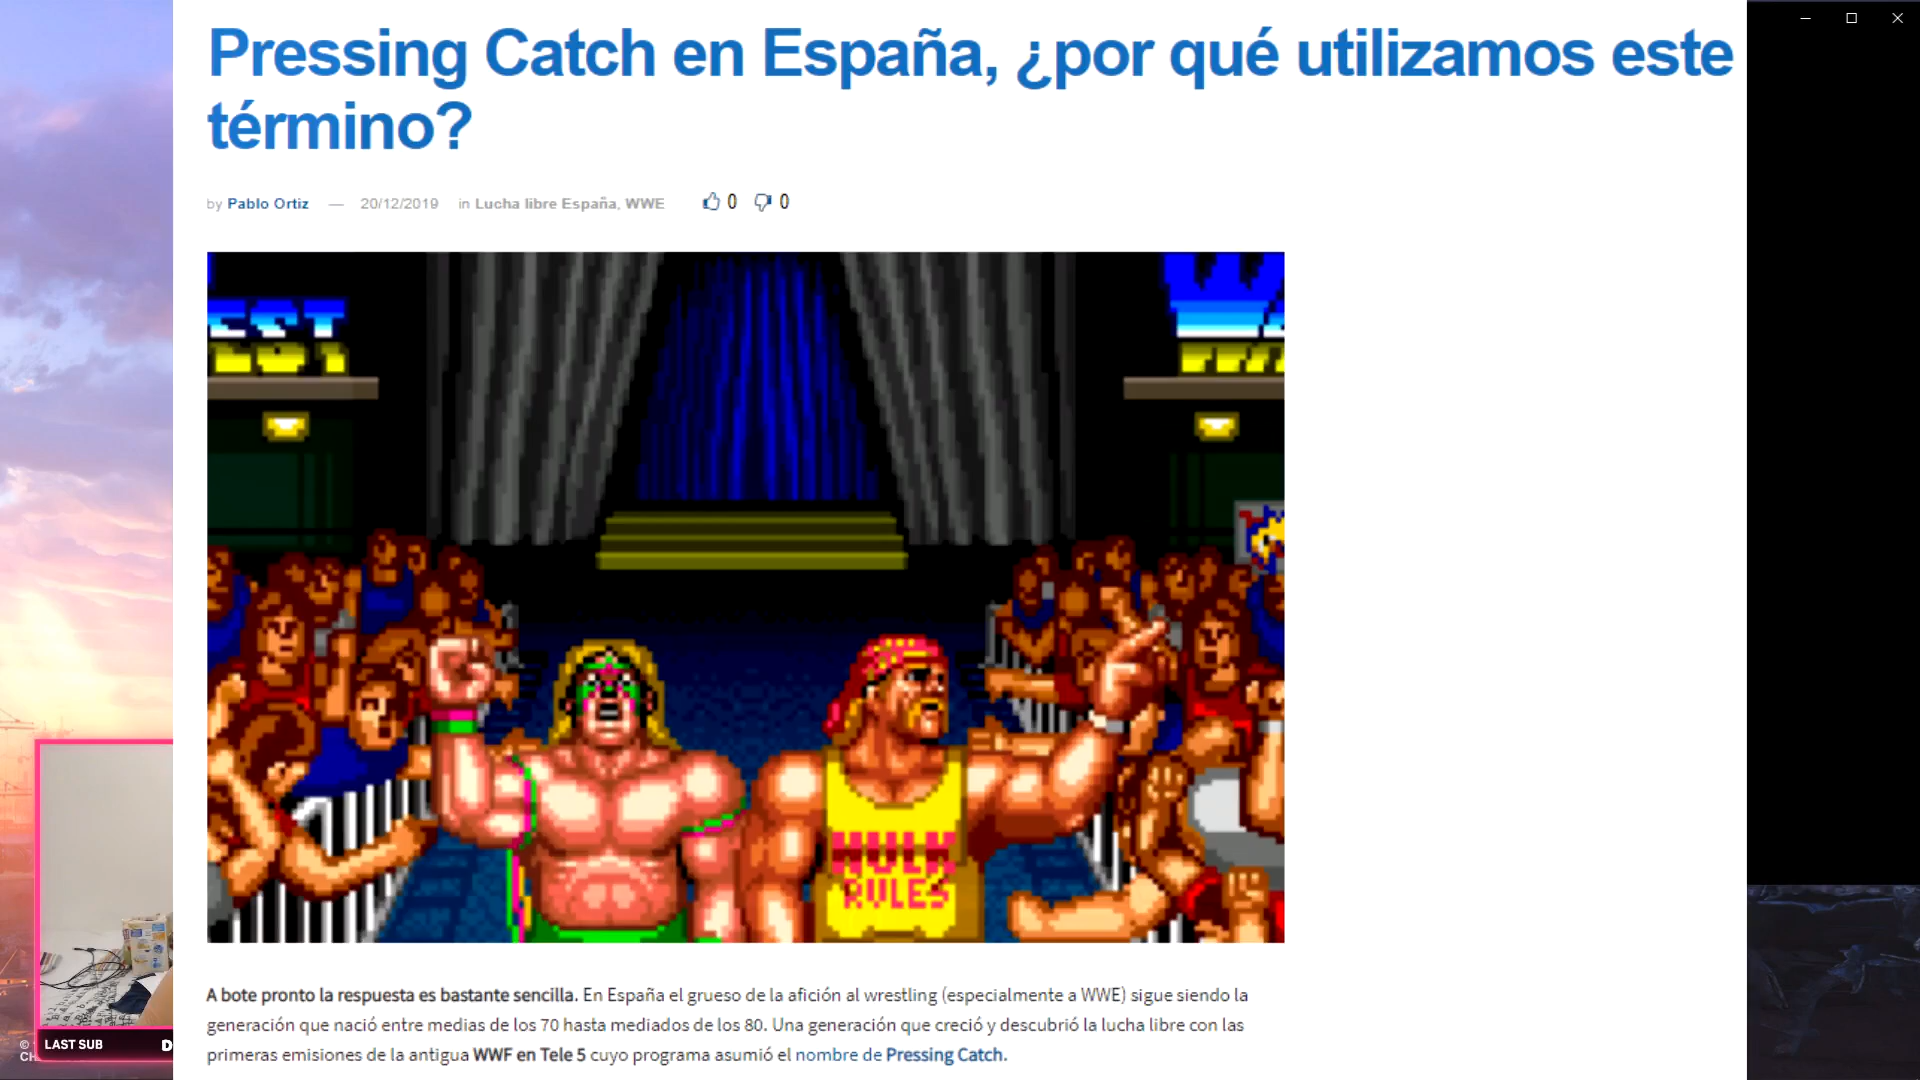 Pressing Catch en España, ¿por qué utilizamos este
término?
by Pablo Ortiz — 20/12/2019 in Lucha libre España, WWE 0 0
HULK
RULES
A bote pronto la respuesta es bastante sencilla. En España el grueso de la afición al wrestling (especialmente a WWE) sigue siendo la
generación que nació entre medias de los 70 hasta mediados de los 80. Una generación que creció y descubrió la lucha libre con las
primeras emisiones de la antigua WWF en Tele 5 cuyo programa asumió el nombre de Pressing Catch.
LAST SUB